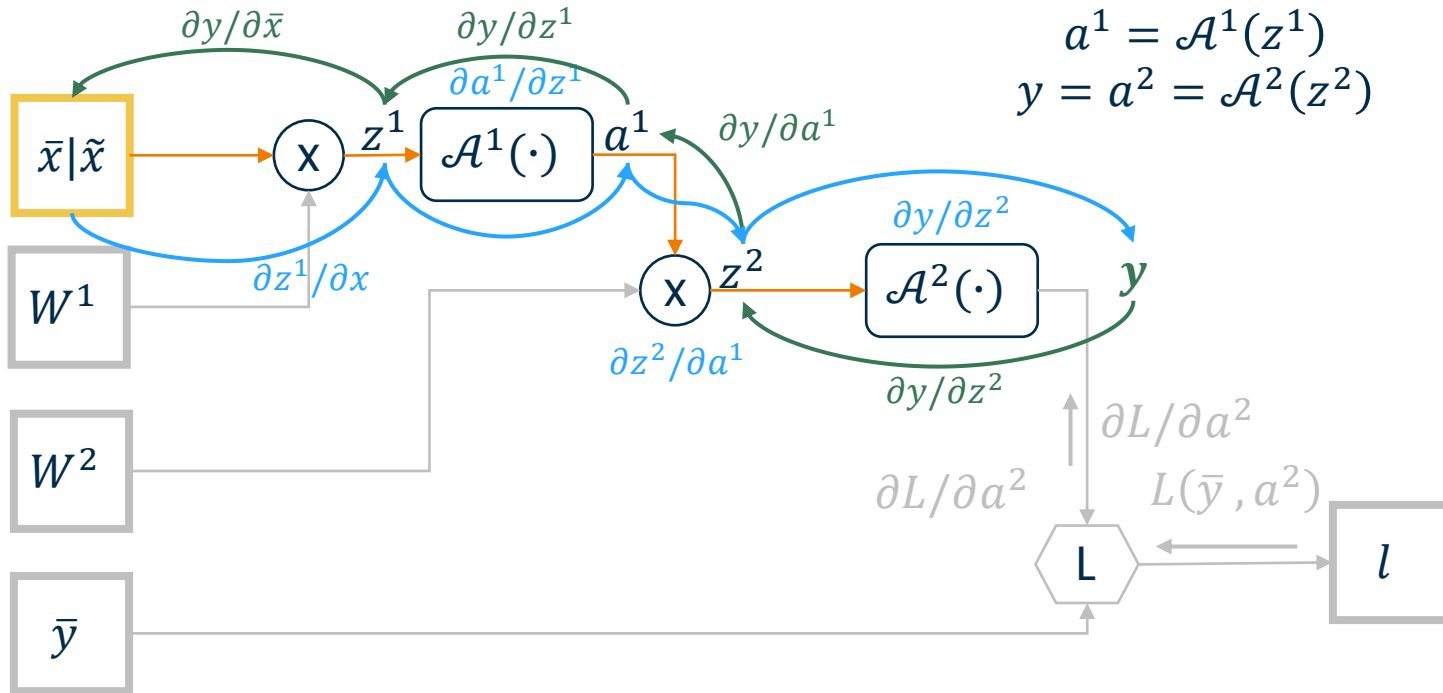 ∂y/∂x̄
∂y/∂z¹
a¹ = 𝒜¹(z¹)
∂a¹/∂z¹
y = a² = 𝒜²(z²)
x̄|x̃
X
z¹
𝒜¹(·)
a¹
∂y/∂a¹
∂z¹/∂x
∂y/∂z²
W¹
X
z²
𝒜²(·)
y
∂z²/∂a¹
∂y/∂z²
∂L/∂a²
W²
∂L/∂a²
L(ȳ , a²)
L
l
ȳ